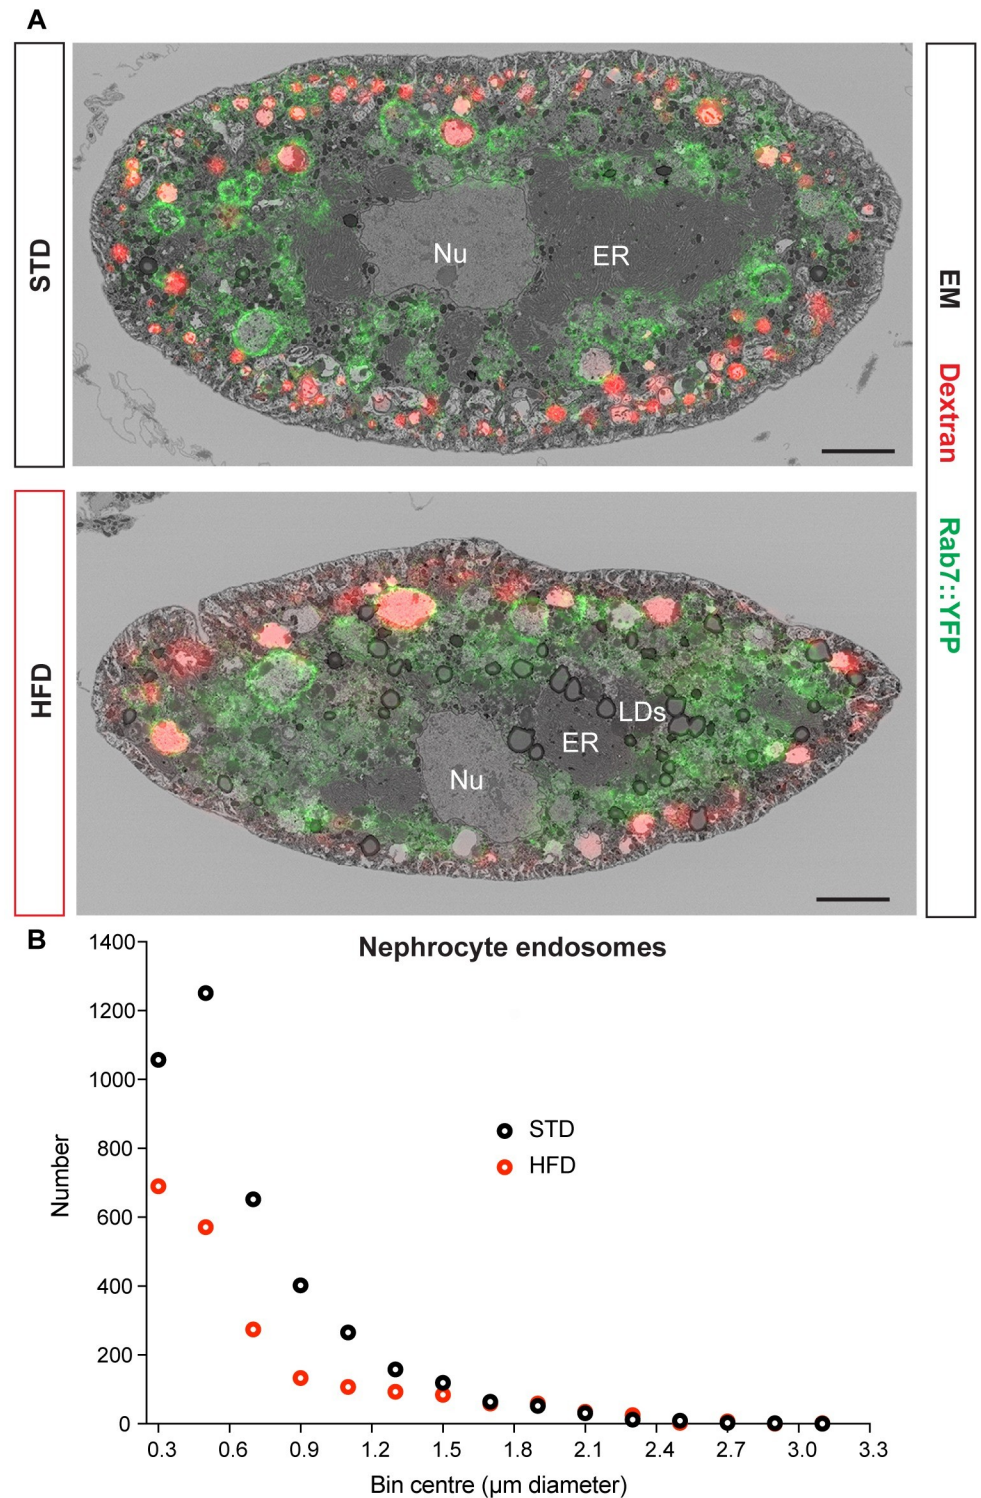 A
STD
Nu
ER
EM
Dextran
Rab7::YFP
HFD
LDs
ER
Nu
B
Nephrocyte endosomes
1400
1200
1000
800
600
400
200
0
Number
STD
HFD
0.3 0.6 0.9 1.2 1.5 1.8 2.1 2.4 2.7 3.0 3.3
Bin centre (μm diameter)